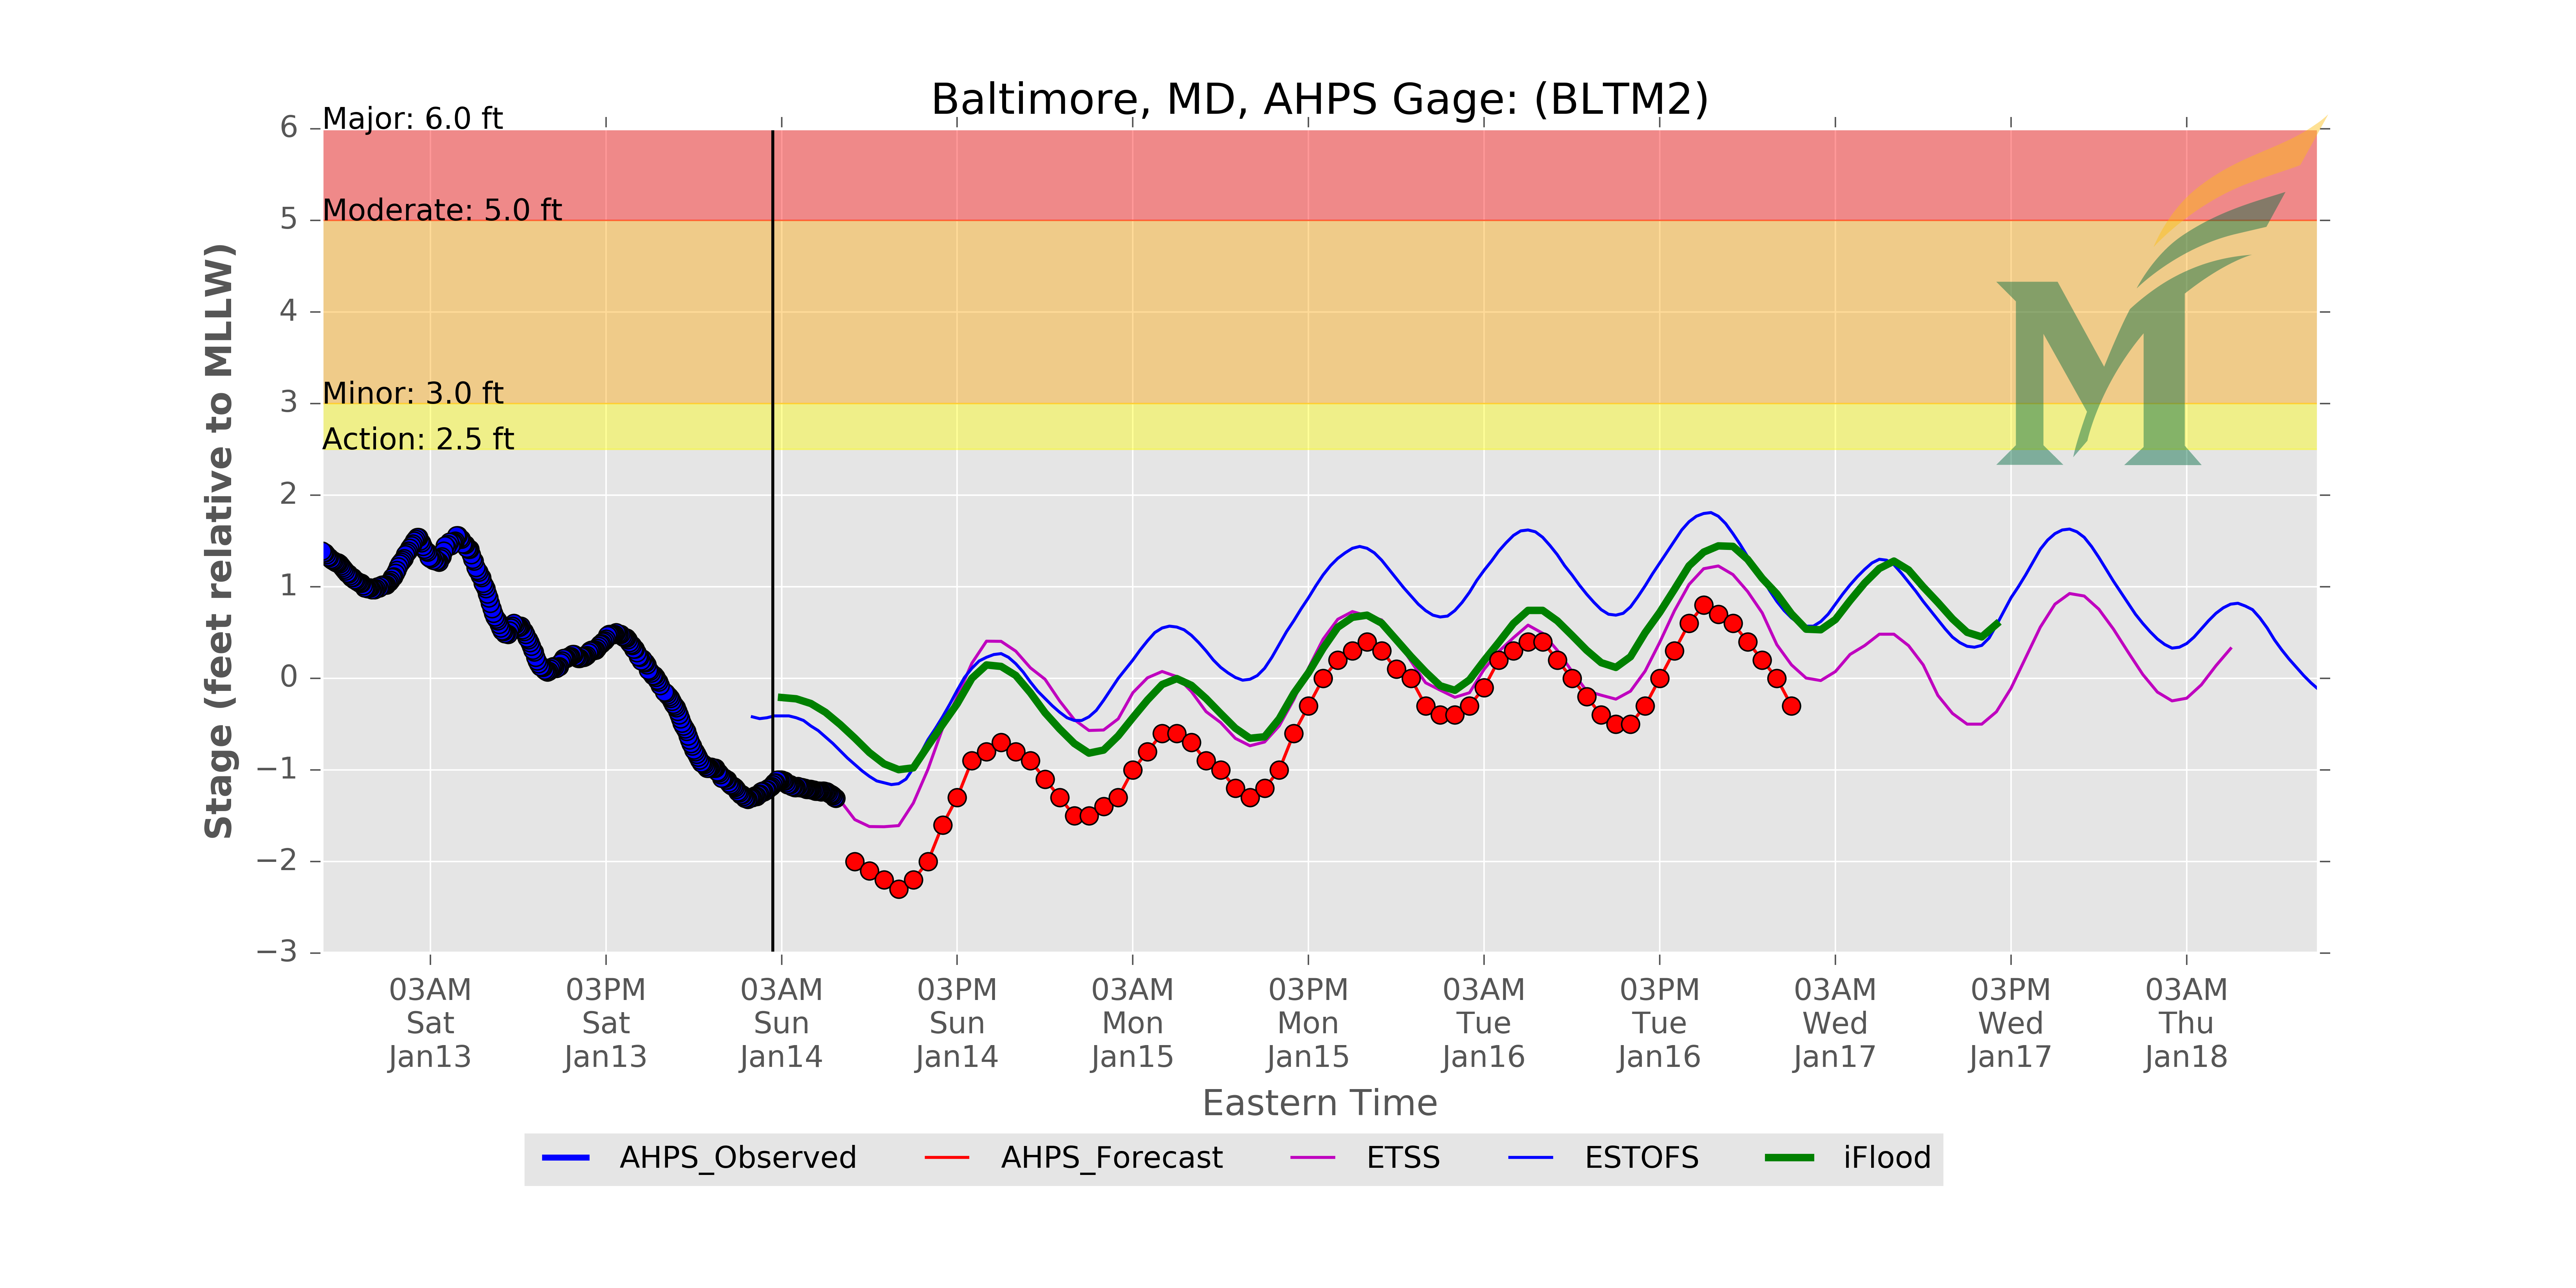 Baltimore, MD, AHPS Gage: (BLTM2)
Major: 6.0 ft
Moderate: 5.0 ft
Minor: 3.0 ft
Action: 2.5 ft
Stage (feet relative to MLLW)
6
5
4
3
2
1
0
−1
−2
−3
03AM 03PM 03AM 03PM 03AM 03PM 03AM 03PM 03AM 03PM 03AM
Sat Sat Sun Sun Mon Mon Tue Tue Wed Wed Thu
Jan13 Jan13 Jan14 Jan14 Jan15 Jan15 Jan16 Jan16 Jan17 Jan17 Jan18
Eastern Time
AHPS_Observed AHPS_Forecast ETSS ESTOFS iFlood
M